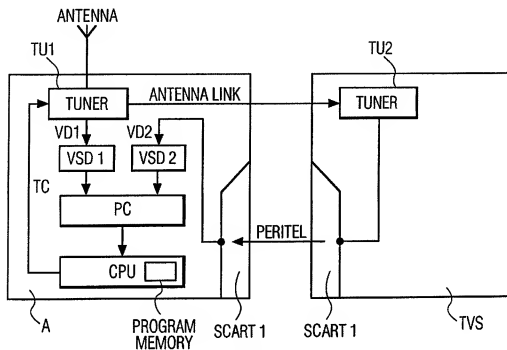 ANTENNA
TU1
TU2
TUNER
ANTENNA LINK
TUNER
VD1
VD2
VSD 1
VSD 2
TC
PC
PERITEL
CPU
A
PROGRAM
MEMORY
SCART 1
SCART 1
TVS